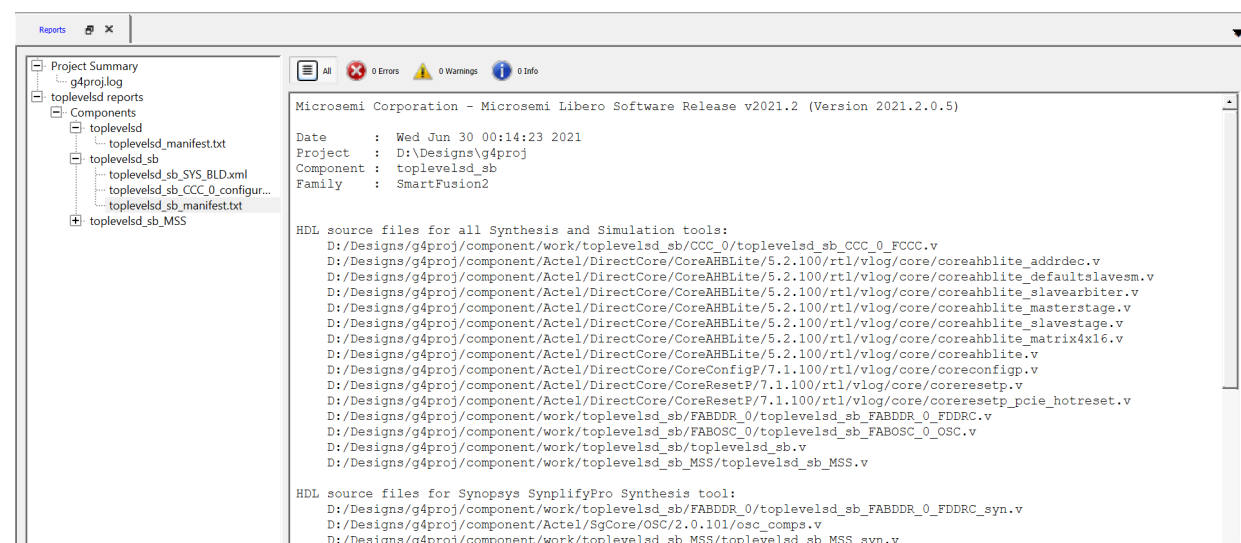 Reports
Project Summary
g4proj.log
toplevelsd reports
Components
toplevelsd
toplevelsd_manifest.txt
toplevelsd_sb
toplevelsd_sb_SYS_BLD.xml
toplevelsd_sb_CCC_0_configur...
toplevelsd_sb_manifest.txt
toplevelsd_sb_MSS
All 0 Errors 0 Warnings 0 Info
Microsemi Corporation - Microsemi Libero Software Release v2021.2 (Version 2021.2.0.5)
Date : Wed Jun 30 00:14:23 2021
Project : D:\Designs\g4proj
Component : toplevelsd_sb
Family : SmartFusion2
HDL source files for all Synthesis and Simulation tools:
D:/Designs/g4proj/component/work/toplevelsd_sb/CCC_0/toplevelsd_sb_CCC_0_FCCC.v
D:/Designs/g4proj/component/Actel/DirectCore/CoreAHBLite/5.2.100/rtl/vlog/core/coreahblite_addrdec.v
D:/Designs/g4proj/component/Actel/DirectCore/CoreAHBLite/5.2.100/rtl/vlog/core/coreahblite_defaultslavesm.v
D:/Designs/g4proj/component/Actel/DirectCore/CoreAHBLite/5.2.100/rtl/vlog/core/coreahblite_slavearbiter.v
D:/Designs/g4proj/component/Actel/DirectCore/CoreAHBLite/5.2.100/rtl/vlog/core/coreahblite_masterstage.v
D:/Designs/g4proj/component/Actel/DirectCore/CoreAHBLite/5.2.100/rtl/vlog/core/coreahblite_slavestage.v
D:/Designs/g4proj/component/Actel/DirectCore/CoreAHBLite/5.2.100/rtl/vlog/core/coreahblite_matrix4x16.v
D:/Designs/g4proj/component/Actel/DirectCore/CoreAHBLite/5.2.100/rtl/vlog/core/coreahblite.v
D:/Designs/g4proj/component/Actel/DirectCore/CoreConfigP/7.1.100/rtl/vlog/core/coreconfigp.v
D:/Designs/g4proj/component/Actel/DirectCore/CoreResetP/7.1.100/rtl/vlog/core/coreresetp.v
D:/Designs/g4proj/component/Actel/DirectCore/CoreResetP/7.1.100/rtl/vlog/core/coreresetp_pcie_hotreset.v
D:/Designs/g4proj/component/work/toplevelsd_sb/FABDDR_0/toplevelsd_sb_FABDDR_0_FDDRC.v
D:/Designs/g4proj/component/work/toplevelsd_sb/FABOSC_0/toplevelsd_sb_FABOSC_0_OSC.v
D:/Designs/g4proj/component/work/toplevelsd_sb/toplevelsd_sb.v
D:/Designs/g4proj/component/work/toplevelsd_sb_MSS/toplevelsd_sb_MSS.v
HDL source files for Synopsys SynplifyPro Synthesis tool:
D:/Designs/g4proj/component/work/toplevelsd_sb/FABDDR_0/toplevelsd_sb_FABDDR_0_FDDRC_syn.v
D:/Designs/g4proj/component/Actel/SgCore/OSC/2.0.101/osc_comps.v
D:/Designs/g4proj/component/work/toplevelsd_sb_MSS/toplevelsd_sb_MSS_syn.v